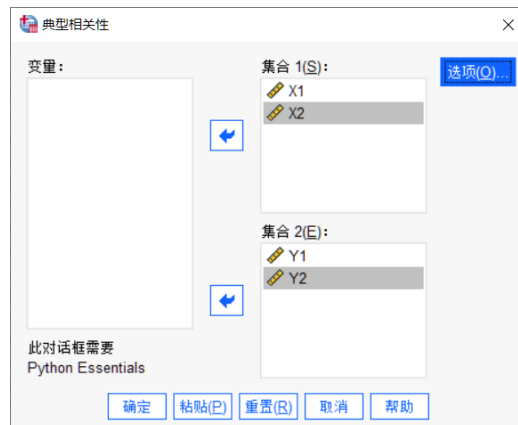 典型相关性
变量：
集合 1(S)：
X1
X2
选项(O)...
集合 2(E)：
Y1
Y2
此对话框需要
Python Essentials
确定
粘贴(P)
重置(R)
取消
帮助